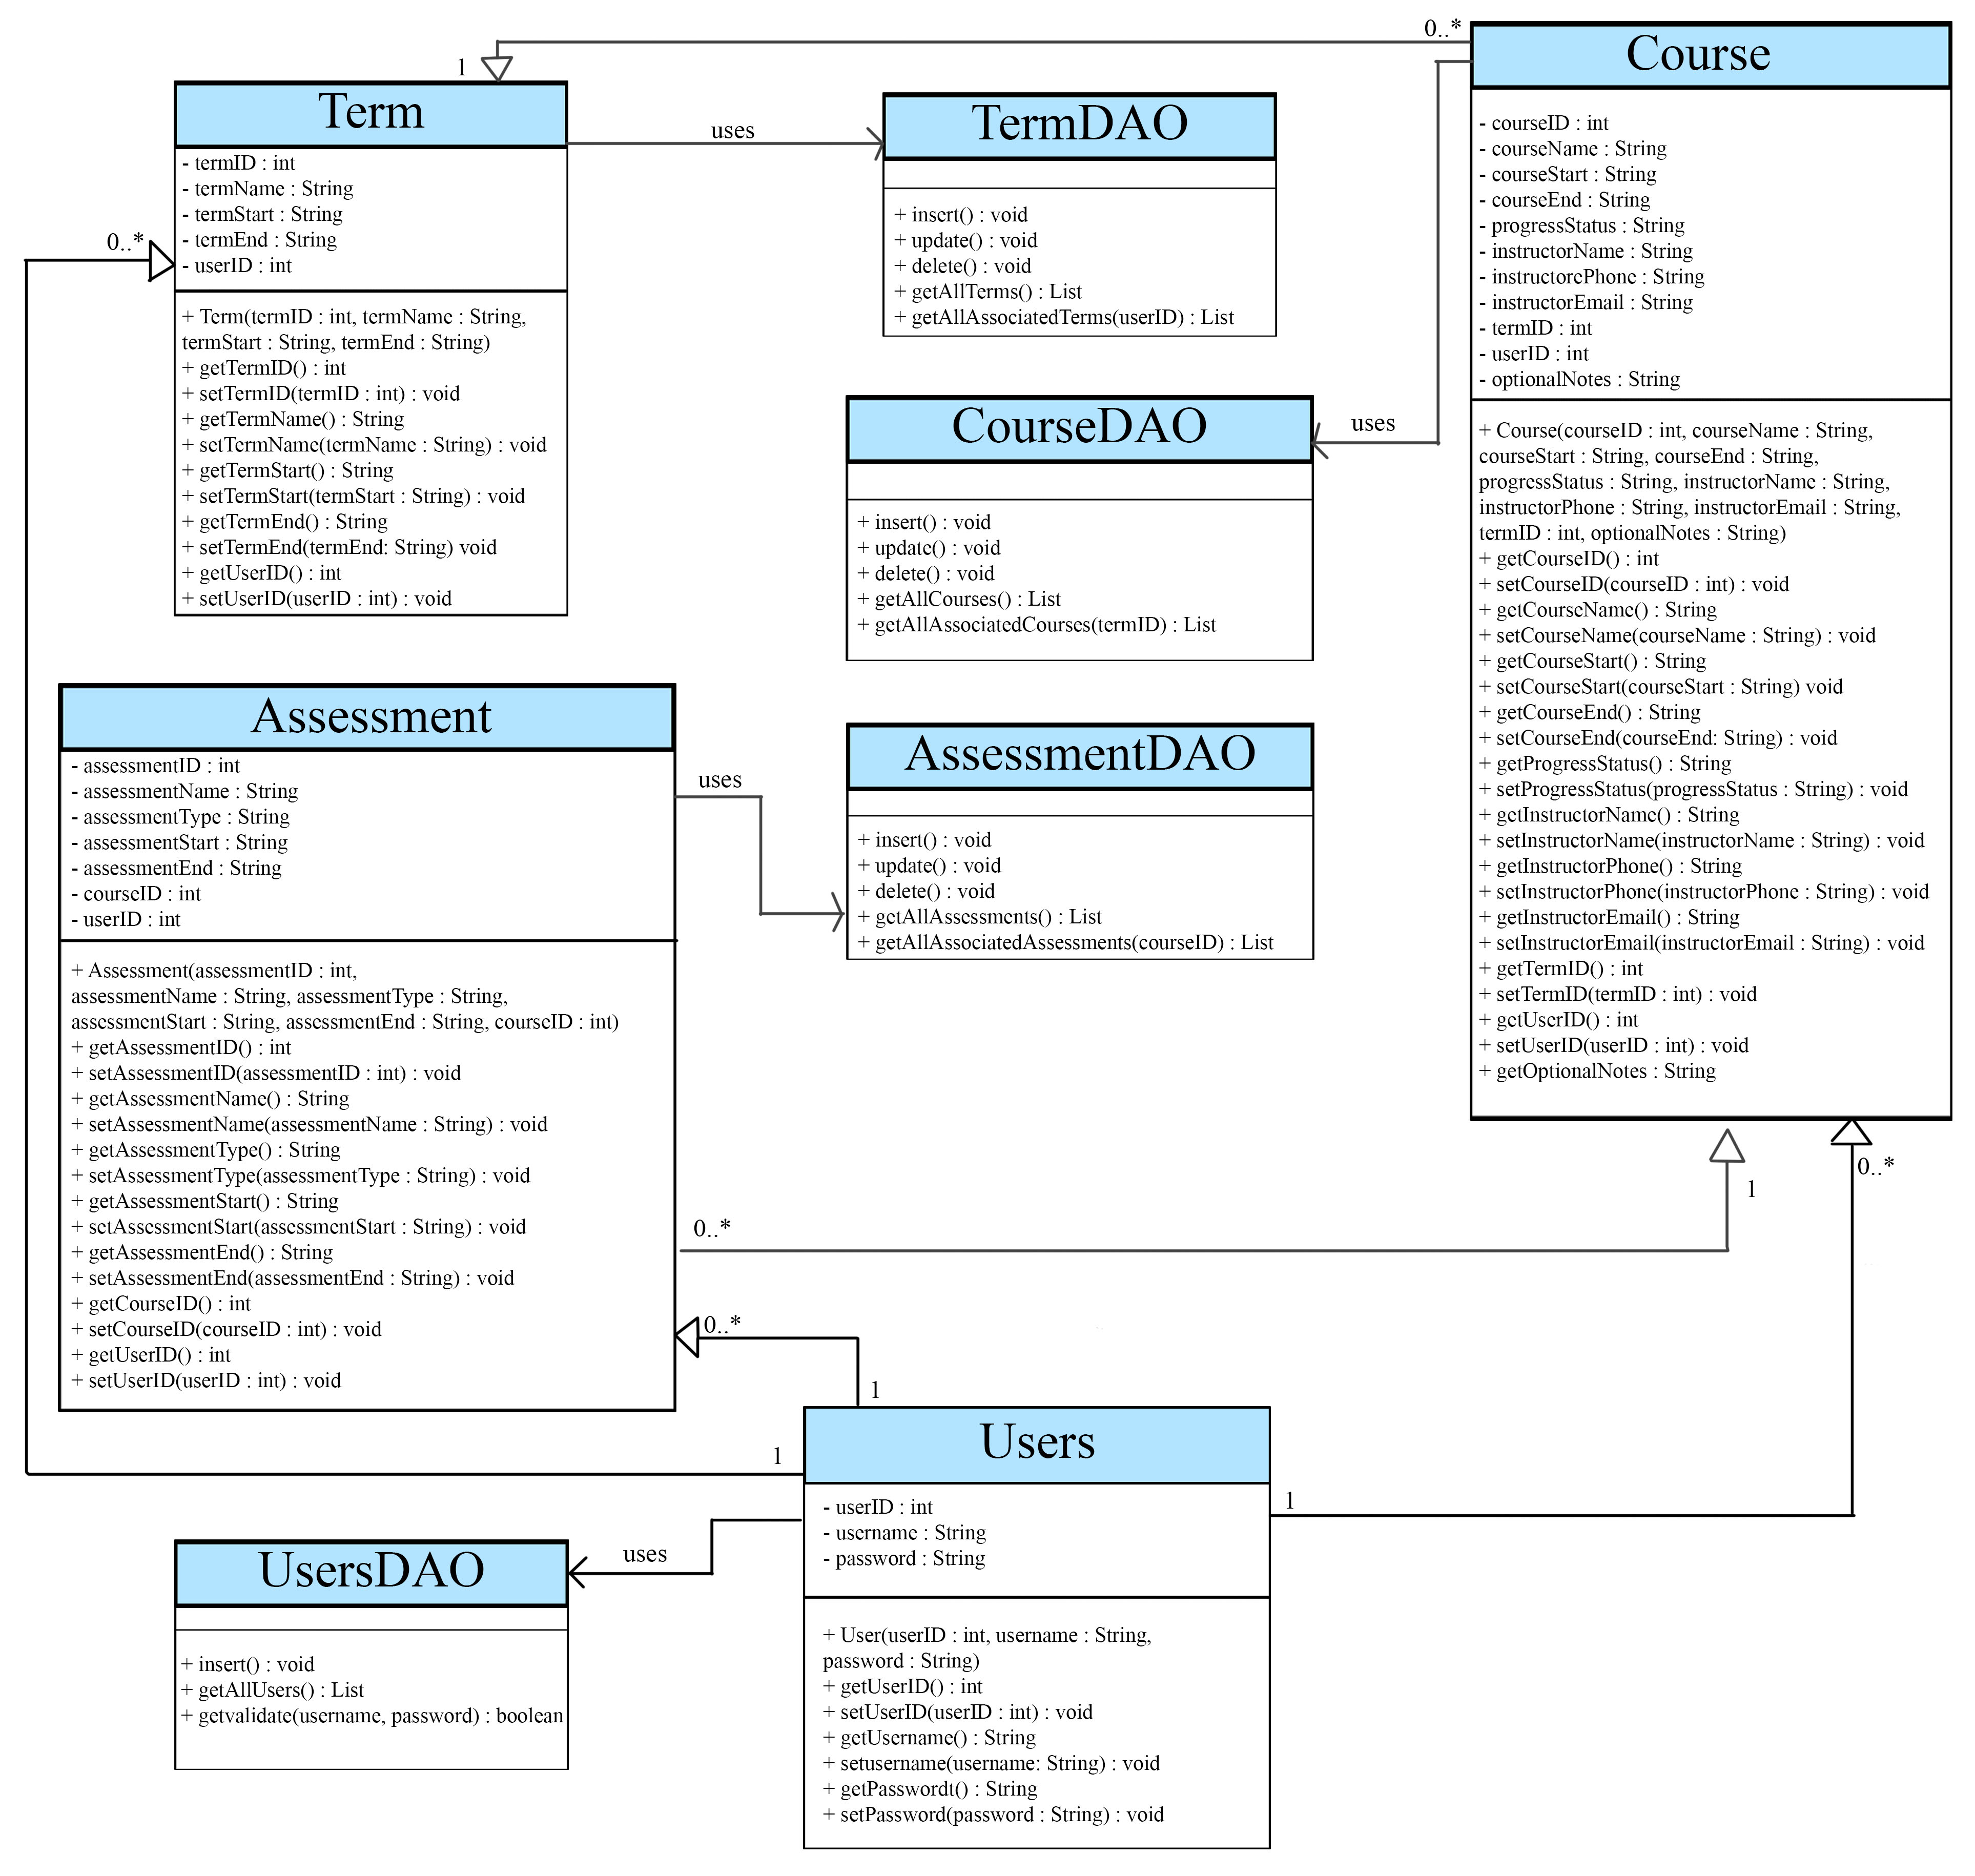 0..*
1
Term
- termID : int
- termName : String
- termStart : String
- termEnd : String
- userID : int
+ Term(termID : int, termName : String,
termStart : String, termEnd : String)
+ getTermID() : int
+ setTermID(termID : int) : void
+ getTermName() : String
+ setTermName(termName : String) : void
+ getTermStart() : String
+ setTermStart(termStart : String) : void
+ getTermEnd() : String
+ setTermEnd(termEnd: String) void
+ getUserID() : int
+ setUserID(userID : int) : void
0..*
uses
TermDAO
+ insert() : void
+ update() : void
+ delete() : void
+ getAllTerms() : List
+ getAllAssociatedTerms(userID) : List
Course
- courseID : int
- courseName : String
- courseStart : String
- courseEnd : String
- progressStatus : String
- instructorName : String
- instructorePhone : String
- instructorEmail : String
- termID : int
- userID : int
- optionalNotes : String
+ Course(courseID : int, courseName : String,
courseStart : String, courseEnd : String,
progressStatus : String, instructorName : String,
instructorPhone : String, instructorEmail : String,
termID : int, optionalNotes : String)
+ getCourseID() : int
+ setCourseID(courseID : int) : void
+ getCourseName() : String
+ setCourseName(courseName : String) : void
+ getCourseStart() : String
+ setCourseStart(courseStart : String) void
+ getCourseEnd() : String
+ setCourseEnd(courseEnd: String) : void
+ getProgressStatus() : String
+ setProgressStatus(progressStatus : String) : void
+ getInstructorName() : String
+ setInstructorName(instructorName : String) : void
+ getInstructorPhone() : String
+ setInstructorPhone(instructorPhone : String) : void
+ getInstructorEmail() : String
+ setInstructorEmail(instructorEmail : String) : void
+ getTermID() : int
+ setTermID(termID : int) : void
+ getUserID() : int
+ setUserID(userID : int) : void
+ getOptionalNotes : String
CourseDAO
uses
+ insert() : void
+ update() : void
+ delete() : void
+ getAllCourses() : List
+ getAllAssociatedCourses(termID) : List
Assessment
- assessmentID : int
- assessmentName : String
- assessmentType : String
- assessmentStart : String
- assessmentEnd : String
- courseID : int
- userID : int
+ Assessment(assessmentID : int,
assessmentName : String, assessmentType : String,
assessmentStart : String, assessmentEnd : String, courseID : int)
+ getAssessmentID() : int
+ setAssessmentID(assessmentID : int) : void
+ getAssessmentName() : String
+ setAssessmentName(assessmentName : String) : void
+ getAssessmentType() : String
+ setAssessmentType(assessmentType : String) : void
+ getAssessmentStart() : String
+ setAssessmentStart(assessmentStart : String) : void
+ getAssessmentEnd() : String
+ setAssessmentEnd(assessmentEnd : String) : void
+ getCourseID() : int
+ setCourseID(courseID : int) : void
+ getUserID() : int
+ setUserID(userID : int) : void
uses
AssessmentDAO
+ insert() : void
+ update() : void
+ delete() : void
+ getAllAssessments() : List
+ getAllAssociatedAssessments(courseID) : List
0..*
1
0..*
0..*
1
1
1
Users
- userID : int
- username : String
- password : String
+ User(userID : int, username : String,
password : String)
+ getUserID() : int
+ setUserID(userID : int) : void
+ getUsername() : String
+ setusername(username: String) : void
+ getPasswordt() : String
+ setPassword(password : String) : void
uses
UsersDAO
+ insert() : void
+ getAllUsers() : List
+ getvalidate(username, password) : boolean